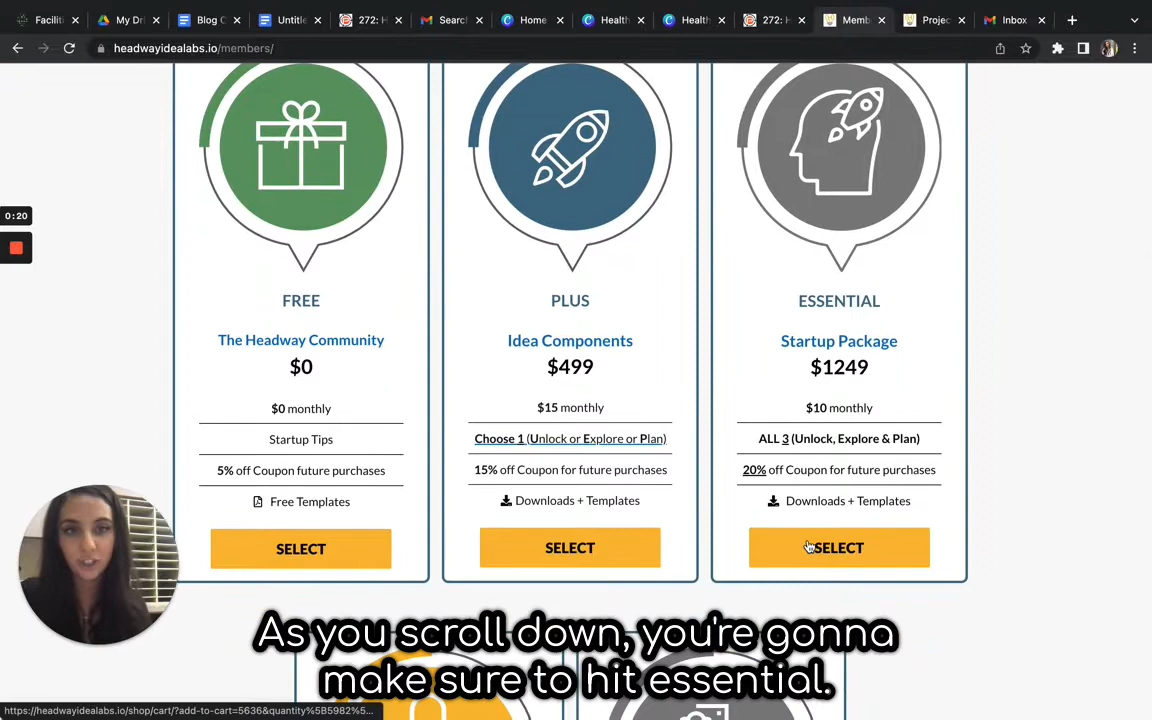 Facilit
My Dri
Blog C
Untitle
272: H
Search
Home
Health
Health
272: H
Memb
Projec
Inbox
headwayidealabs.io/members/
0:20
FREE
The Headway Community
$0
$0 monthly
Startup Tips
5% off Coupon future purchases
Free Templates
SELECT
PLUS
Idea Components
$499
$15 monthly
Choose 1 (Unlock or Explore or Plan)
15% off Coupon for future purchases
Downloads + Templates
SELECT
ESSENTIAL
Startup Package
$1249
$10 monthly
ALL 3 (Unlock, Explore & Plan)
20% off Coupon for future purchases
Downloads + Templates
SELECT
As you scroll down, you're gonna
make sure to hit essential.
https://headwayidealabs.io/shop/cart/?add-to-cart=5636&quantity%5B5982%5...